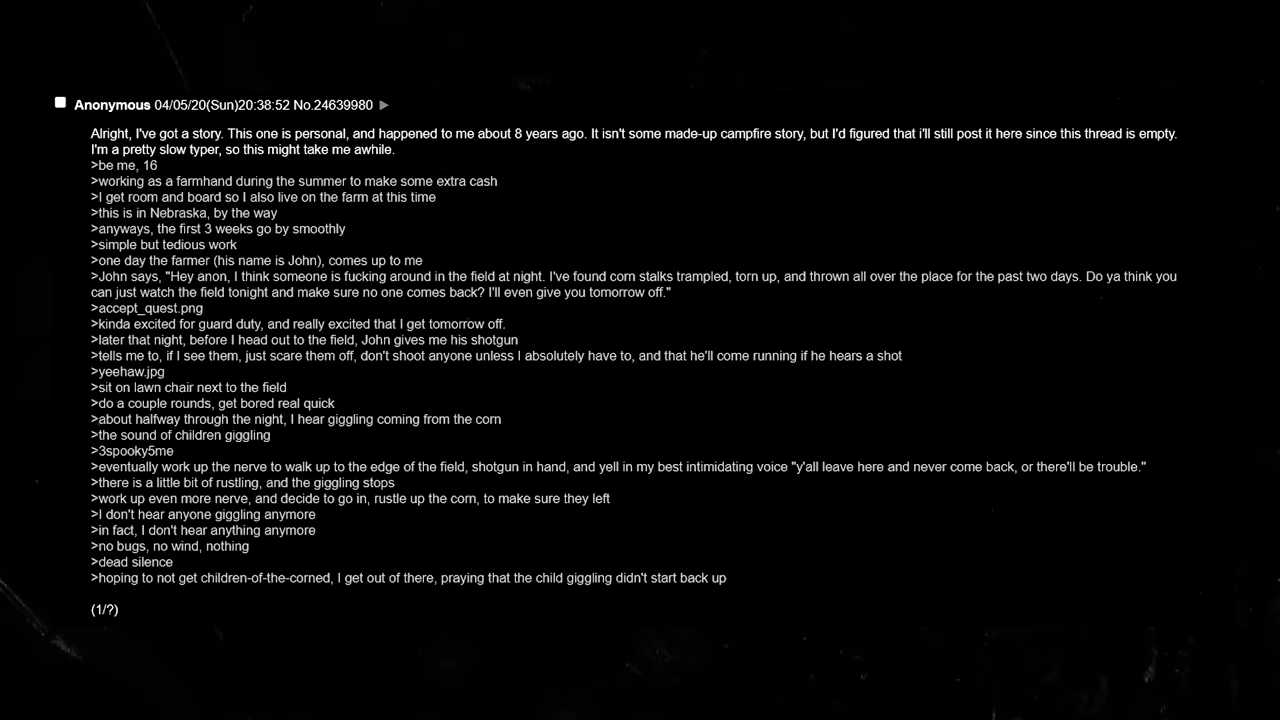 Anonymous 04/05/20(Sun)20:38:52 No.24639980 ▶
Alright, I've got a story. This one is personal, and happened to me about 8 years ago. It isn't some made-up campfire story, but I'd figured that i'll still post it here since this thread is empty.
I'm a pretty slow typer, so this might take me awhile.
>be me, 16
>working as a farmhand during the summer to make some extra cash
>I get room and board so I also live on the farm at this time
>this is in Nebraska, by the way
>anyways, the first 3 weeks go by smoothly
>simple but tedious work
>one day the farmer (his name is John), comes up to me
>John says, "Hey anon, I think someone is fucking around in the field at night. I've found corn stalks trampled, torn up, and thrown all over the place for the past two days. Do ya think you
can just watch the field tonight and make sure no one comes back? I'll even give you tomorrow off."
>accept_quest.png
>kinda excited for guard duty, and really excited that I get tomorrow off.
>later that night, before I head out to the field, John gives me his shotgun
>tells me to, if I see them, just scare them off, don't shoot anyone unless I absolutely have to, and that he'll come running if he hears a shot
>yeehaw.jpg
>sit on lawn chair next to the field
>do a couple rounds, get bored real quick
>about halfway through the night, I hear giggling coming from the corn
>the sound of children giggling
>3spooky5me
>eventually work up the nerve to walk up to the edge of the field, shotgun in hand, and yell in my best intimidating voice "y'all leave here and never come back, or there'll be trouble."
>there is a little bit of rustling, and the giggling stops
>work up even more nerve, and decide to go in, rustle up the corn, to make sure they left
>I don't hear anyone giggling anymore
>in fact, I don't hear anything anymore
>no bugs, no wind, nothing
>dead silence
>hoping to not get children-of-the-corned, I get out of there, praying that the child giggling didn't start back up
(1/?)